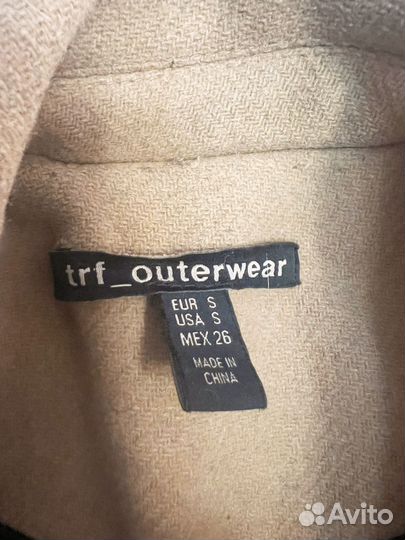 trf_outerwear
EUR S
USA S
MEX 26
MADE IN
CHINA
Avito